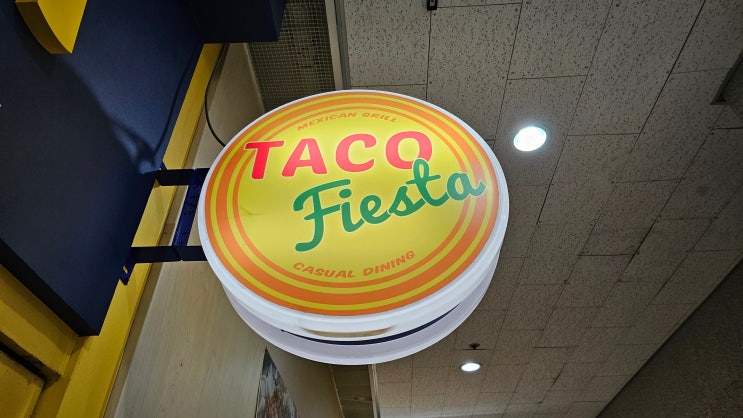 MEXICAN GRILL
TACO
Fiesta
CASUAL DINING